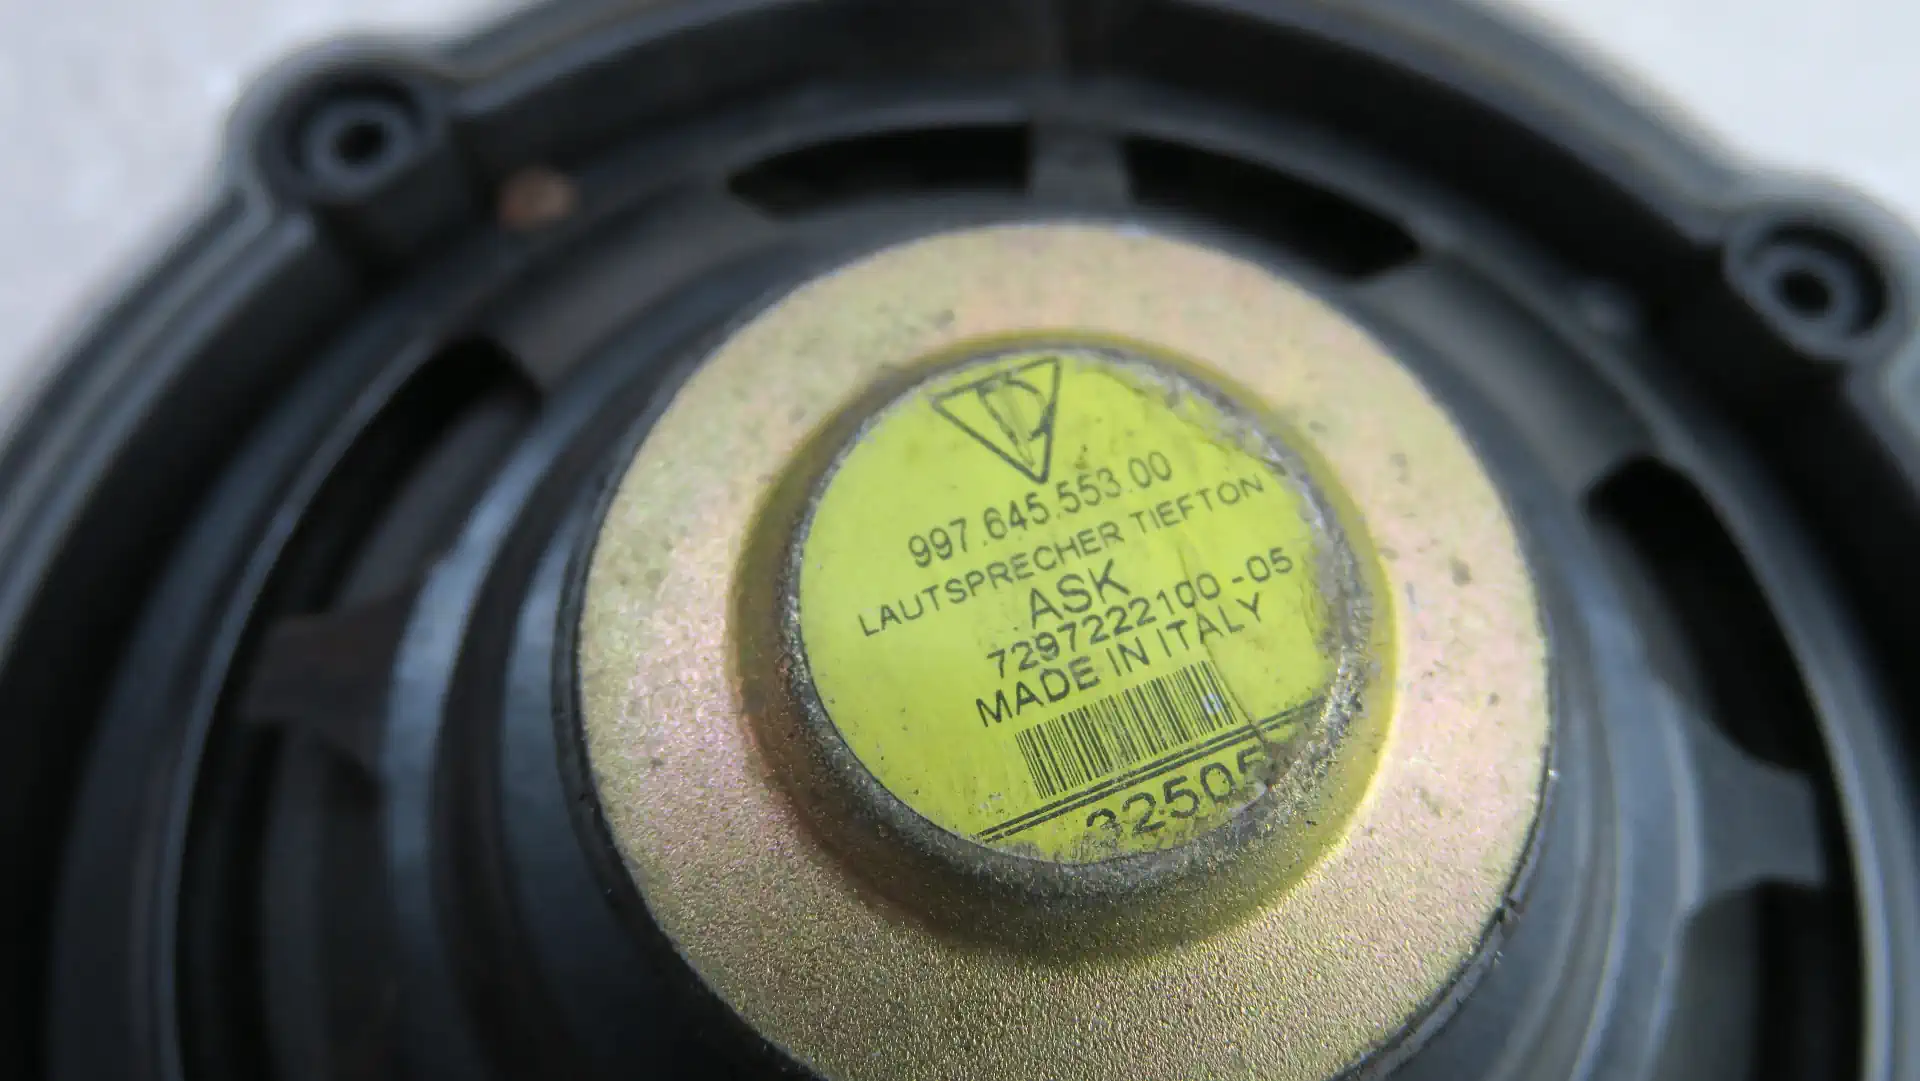 997.645.553.00
LAUTSPRECHER TIEFTON
ASK
7297222100-05
MADE IN ITALY
32505